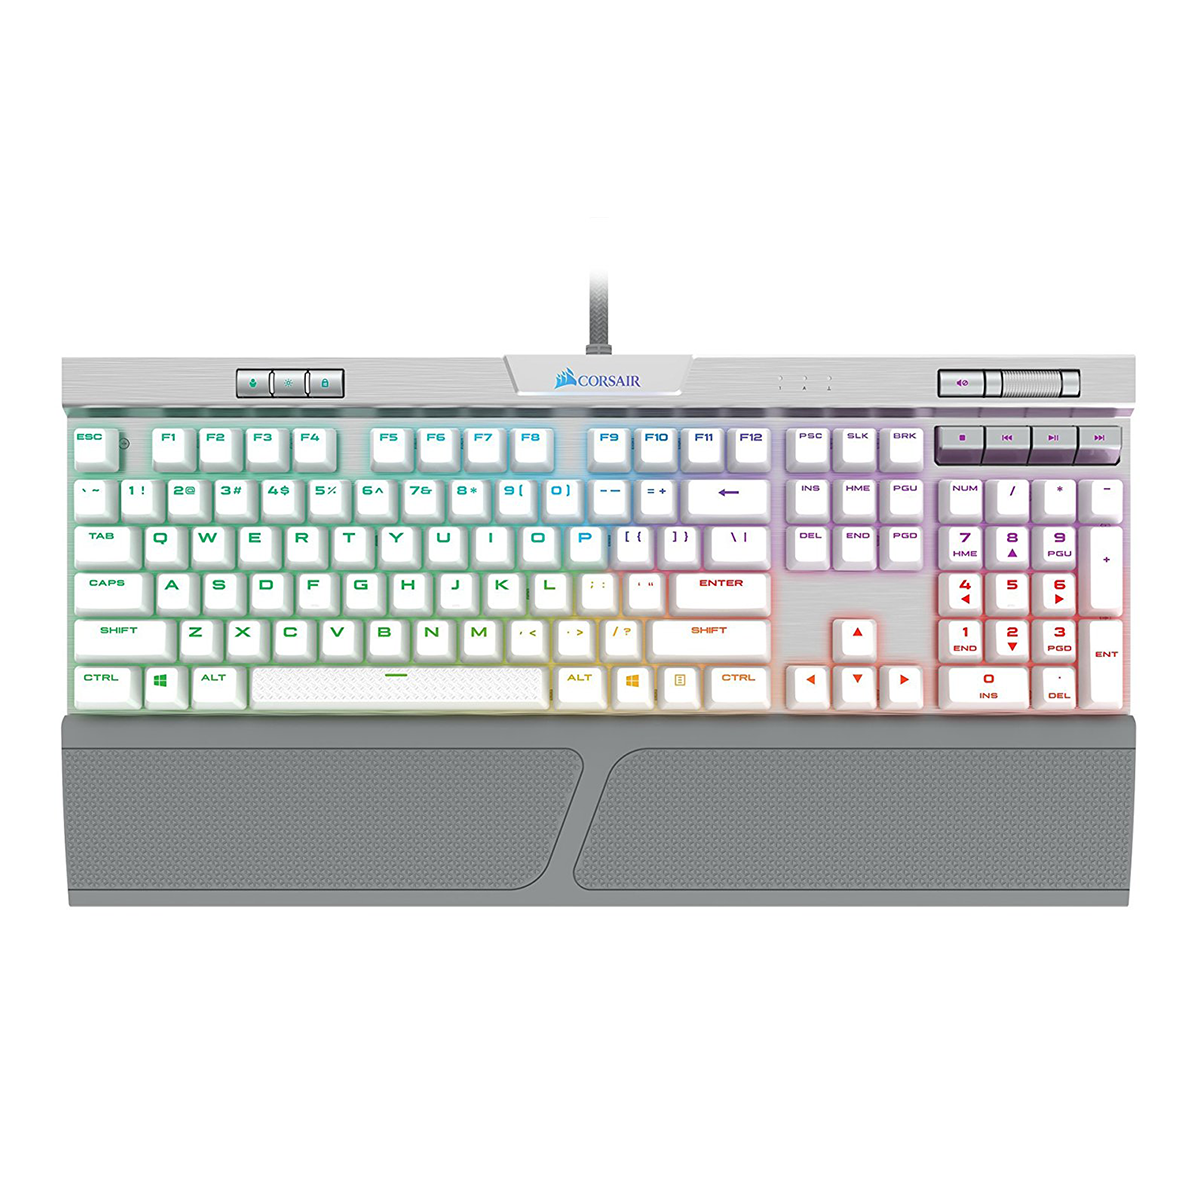 CORSAIR
ESC F1 F2 F3 F4 F5 F6 F7 F8 F9 F10 F11 F12 PSC SLK BRK
` ~ 1 ! 2 @ 3 # 4 $ 5 % 6 ^ 7 & 8 * 9 ( 0 ) - – = + INS HME PGU NUM / * -
TAB Q W E R T Y U I O P [ { ] } \ | DEL END PGD 7 8 9 +
HME PGU
CAPS A S D F G H J K L ; : ' " ENTER 4 5 6
SHIFT Z X C V B N M , < . > / ? SHIFT 1 2 3 ENT
END PGD
CTRL ALT ALT CTRL 0 .
INS DEL